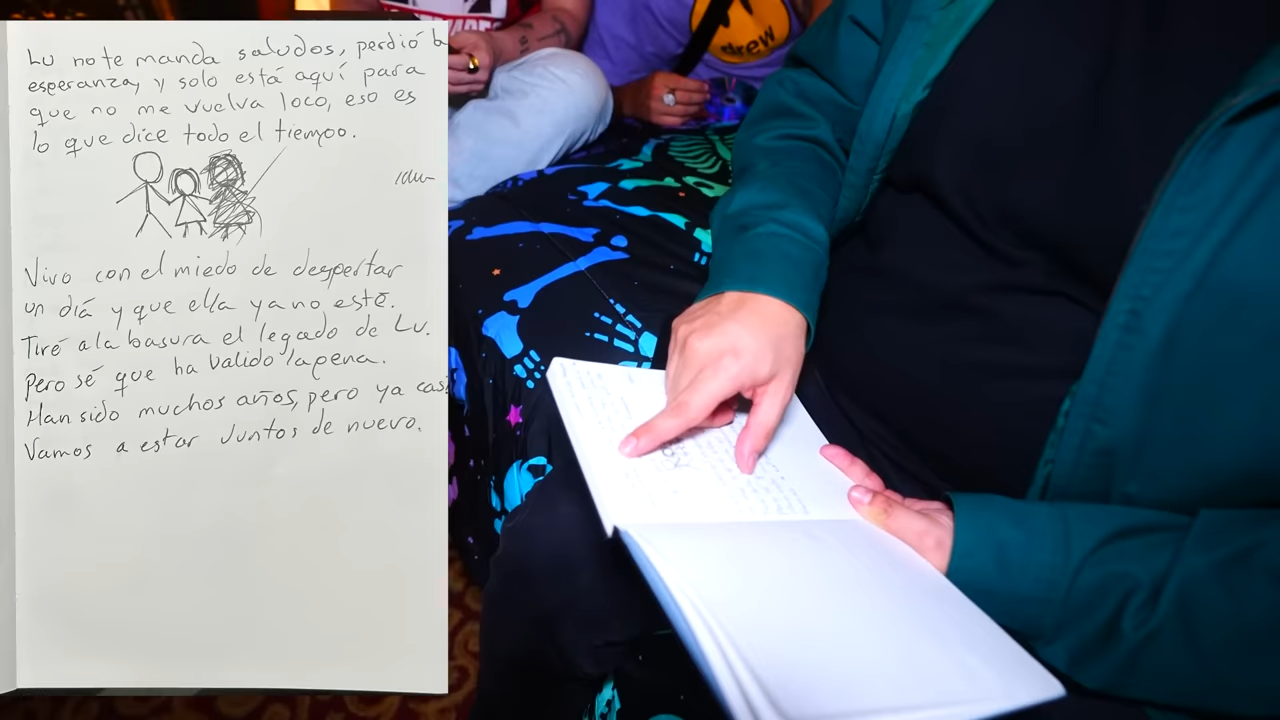 Lu no te manda saludos, perdió la
esperanza, y solo está aquí para
que no me vuelva loco, eso es
lo que dice todo el tiempo.
Vivo con el miedo de despertar
un diá y que ella ya no esté.
Tiré a la basura el legado de Lu.
Pero sé que ha valido la pena.
Han sido muchos años, pero ya casi
Vamos a estar Juntos de nuevo.
drew